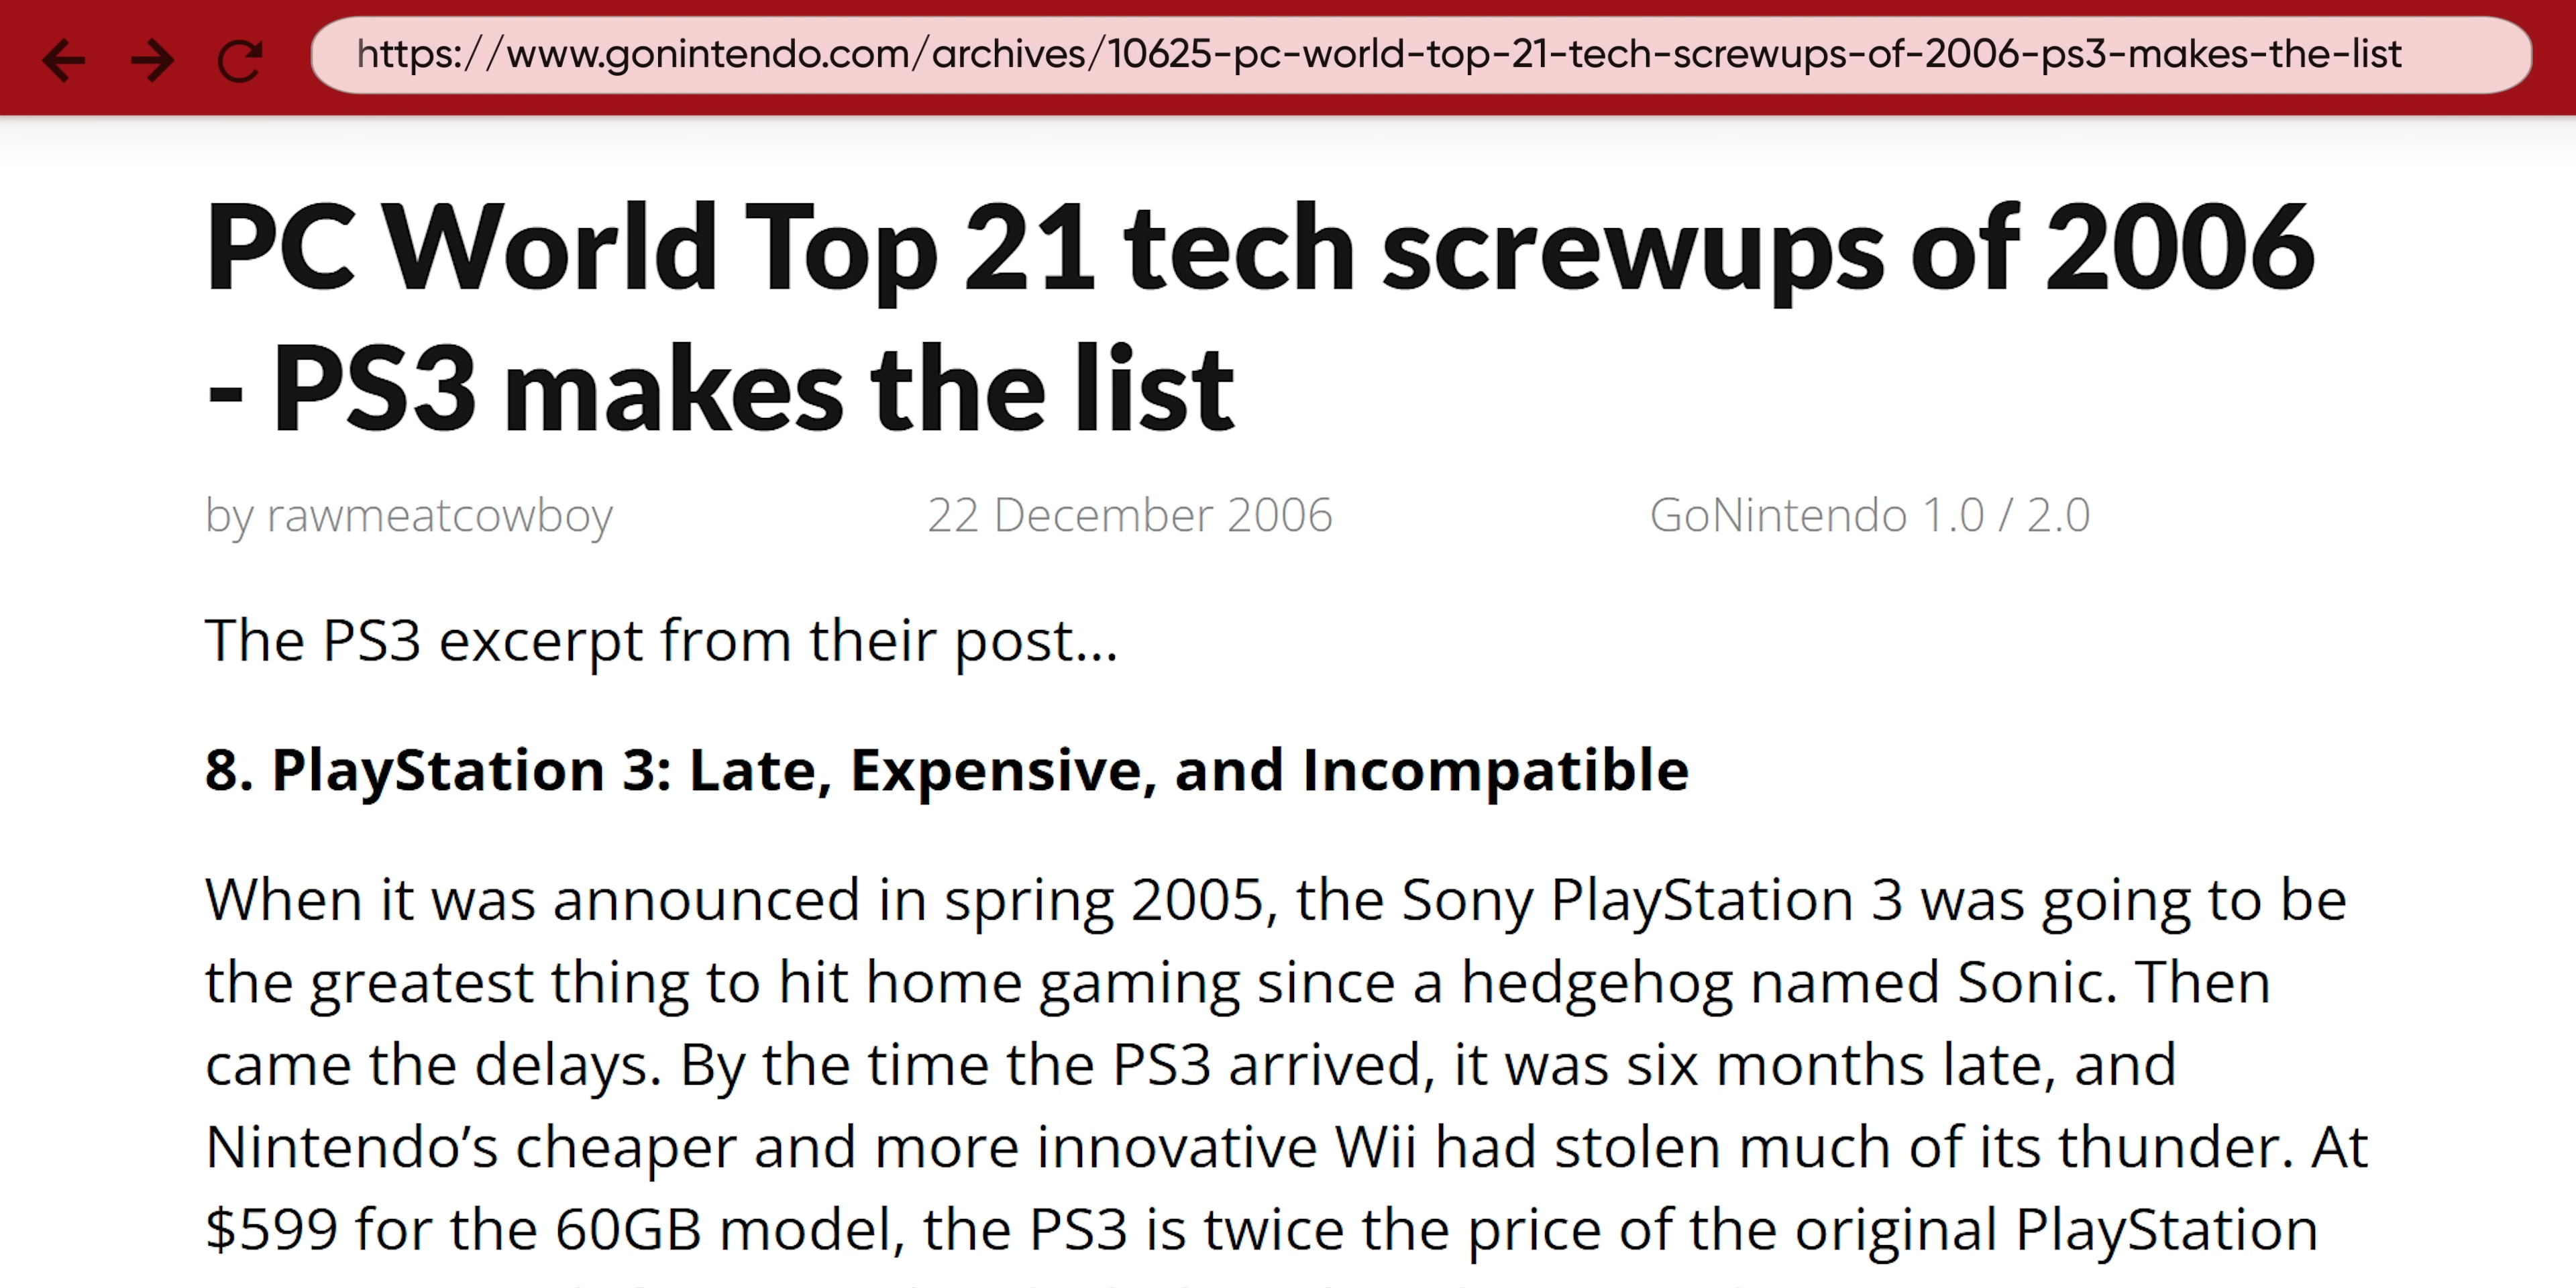 https://www.gonintendo.com/archives/10625-pc-world-top-21-tech-screwups-of-2006-ps3-makes-the-list
PC World Top 21 tech screwups of 2006
- PS3 makes the list
by rawmeatcowboy 22 December 2006 GoNintendo 1.0 / 2.0
The PS3 excerpt from their post...
8. PlayStation 3: Late, Expensive, and Incompatible
When it was announced in spring 2005, the Sony PlayStation 3 was going to be
the greatest thing to hit home gaming since a hedgehog named Sonic. Then
came the delays. By the time the PS3 arrived, it was six months late, and
Nintendo’s cheaper and more innovative Wii had stolen much of its thunder. At
$599 for the 60GB model, the PS3 is twice the price of the original PlayStation